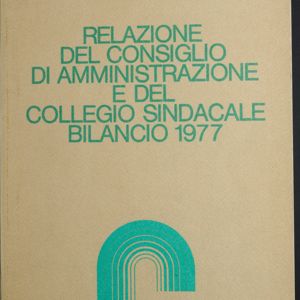 RELAZIONE
DEL CONSIGLIO
DI AMMINISTRAZIONE
E DEL
COLLEGIO SINDACALE
BILANCIO 1977